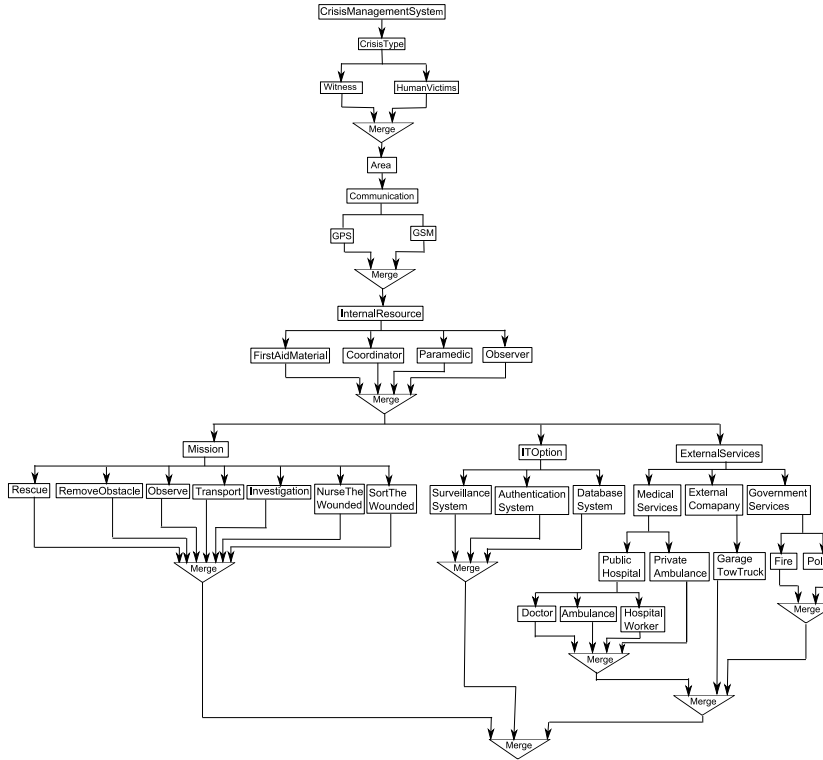 CrisisManagementSystem
CrisisType
Witness
HumanVictims
Merge
Area
Communication
GPS
GSM
Merge
InternalResource
FirstAidMaterial
Coordinator
Paramedic
Observer
Merge
Mission
ITOption
ExternalServices
Rescue
RemoveObstacle
Observe
Transport
Investigation
NurseThe
Wounded
SortThe
Wounded
Surveillance
System
Authentication
System
Database
System
Medical
Services
External
Comapany
Government
Services
Merge
Merge
Public
Hospital
Private
Ambulance
Garage
TowTruck
Fire
Pol
Doctor
Ambulance
Hospital
Worker
Merge
Merge
Merge
Merge